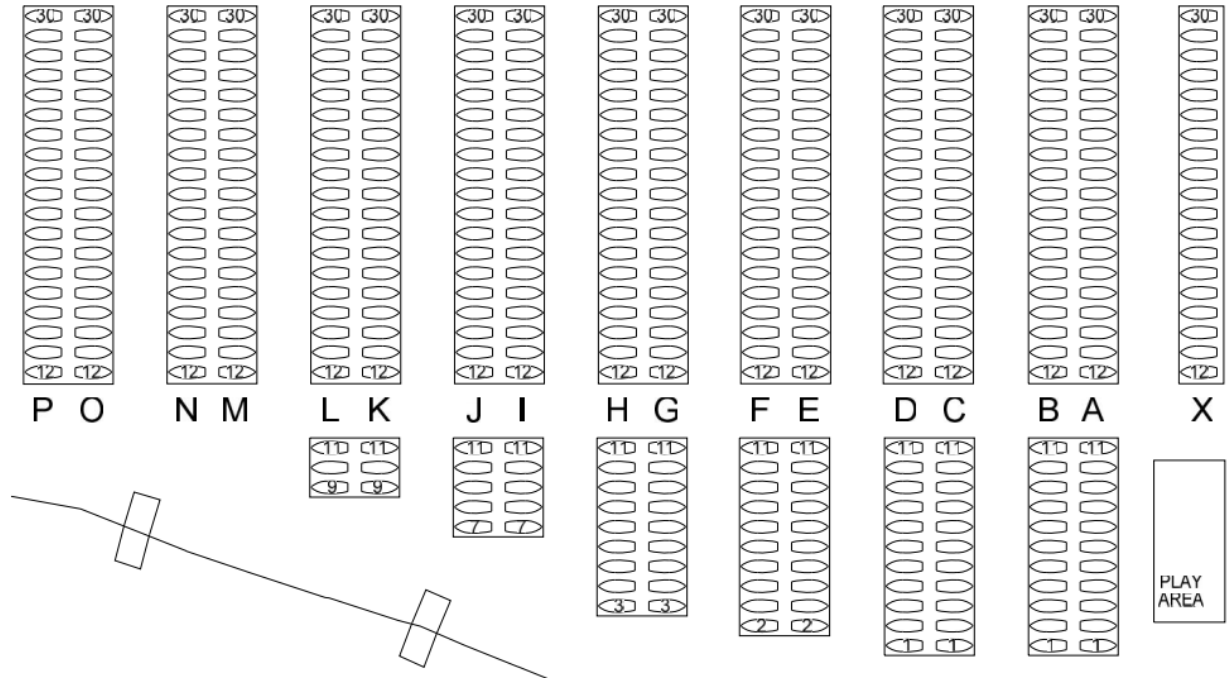 30 30 30 30 30 30 30 30 30 30 30 30 30 30 30 30 30
12 12 12 12 12 12 12 12 12 12 12 12 12 12 12 12 12
P O N M L K J I H G F E D C B A X
11 11 11 11 11 11 11 11 11 11 11 11
9 9
7 7
PLAY
AREA
3 3
2 2
1 1 1 1